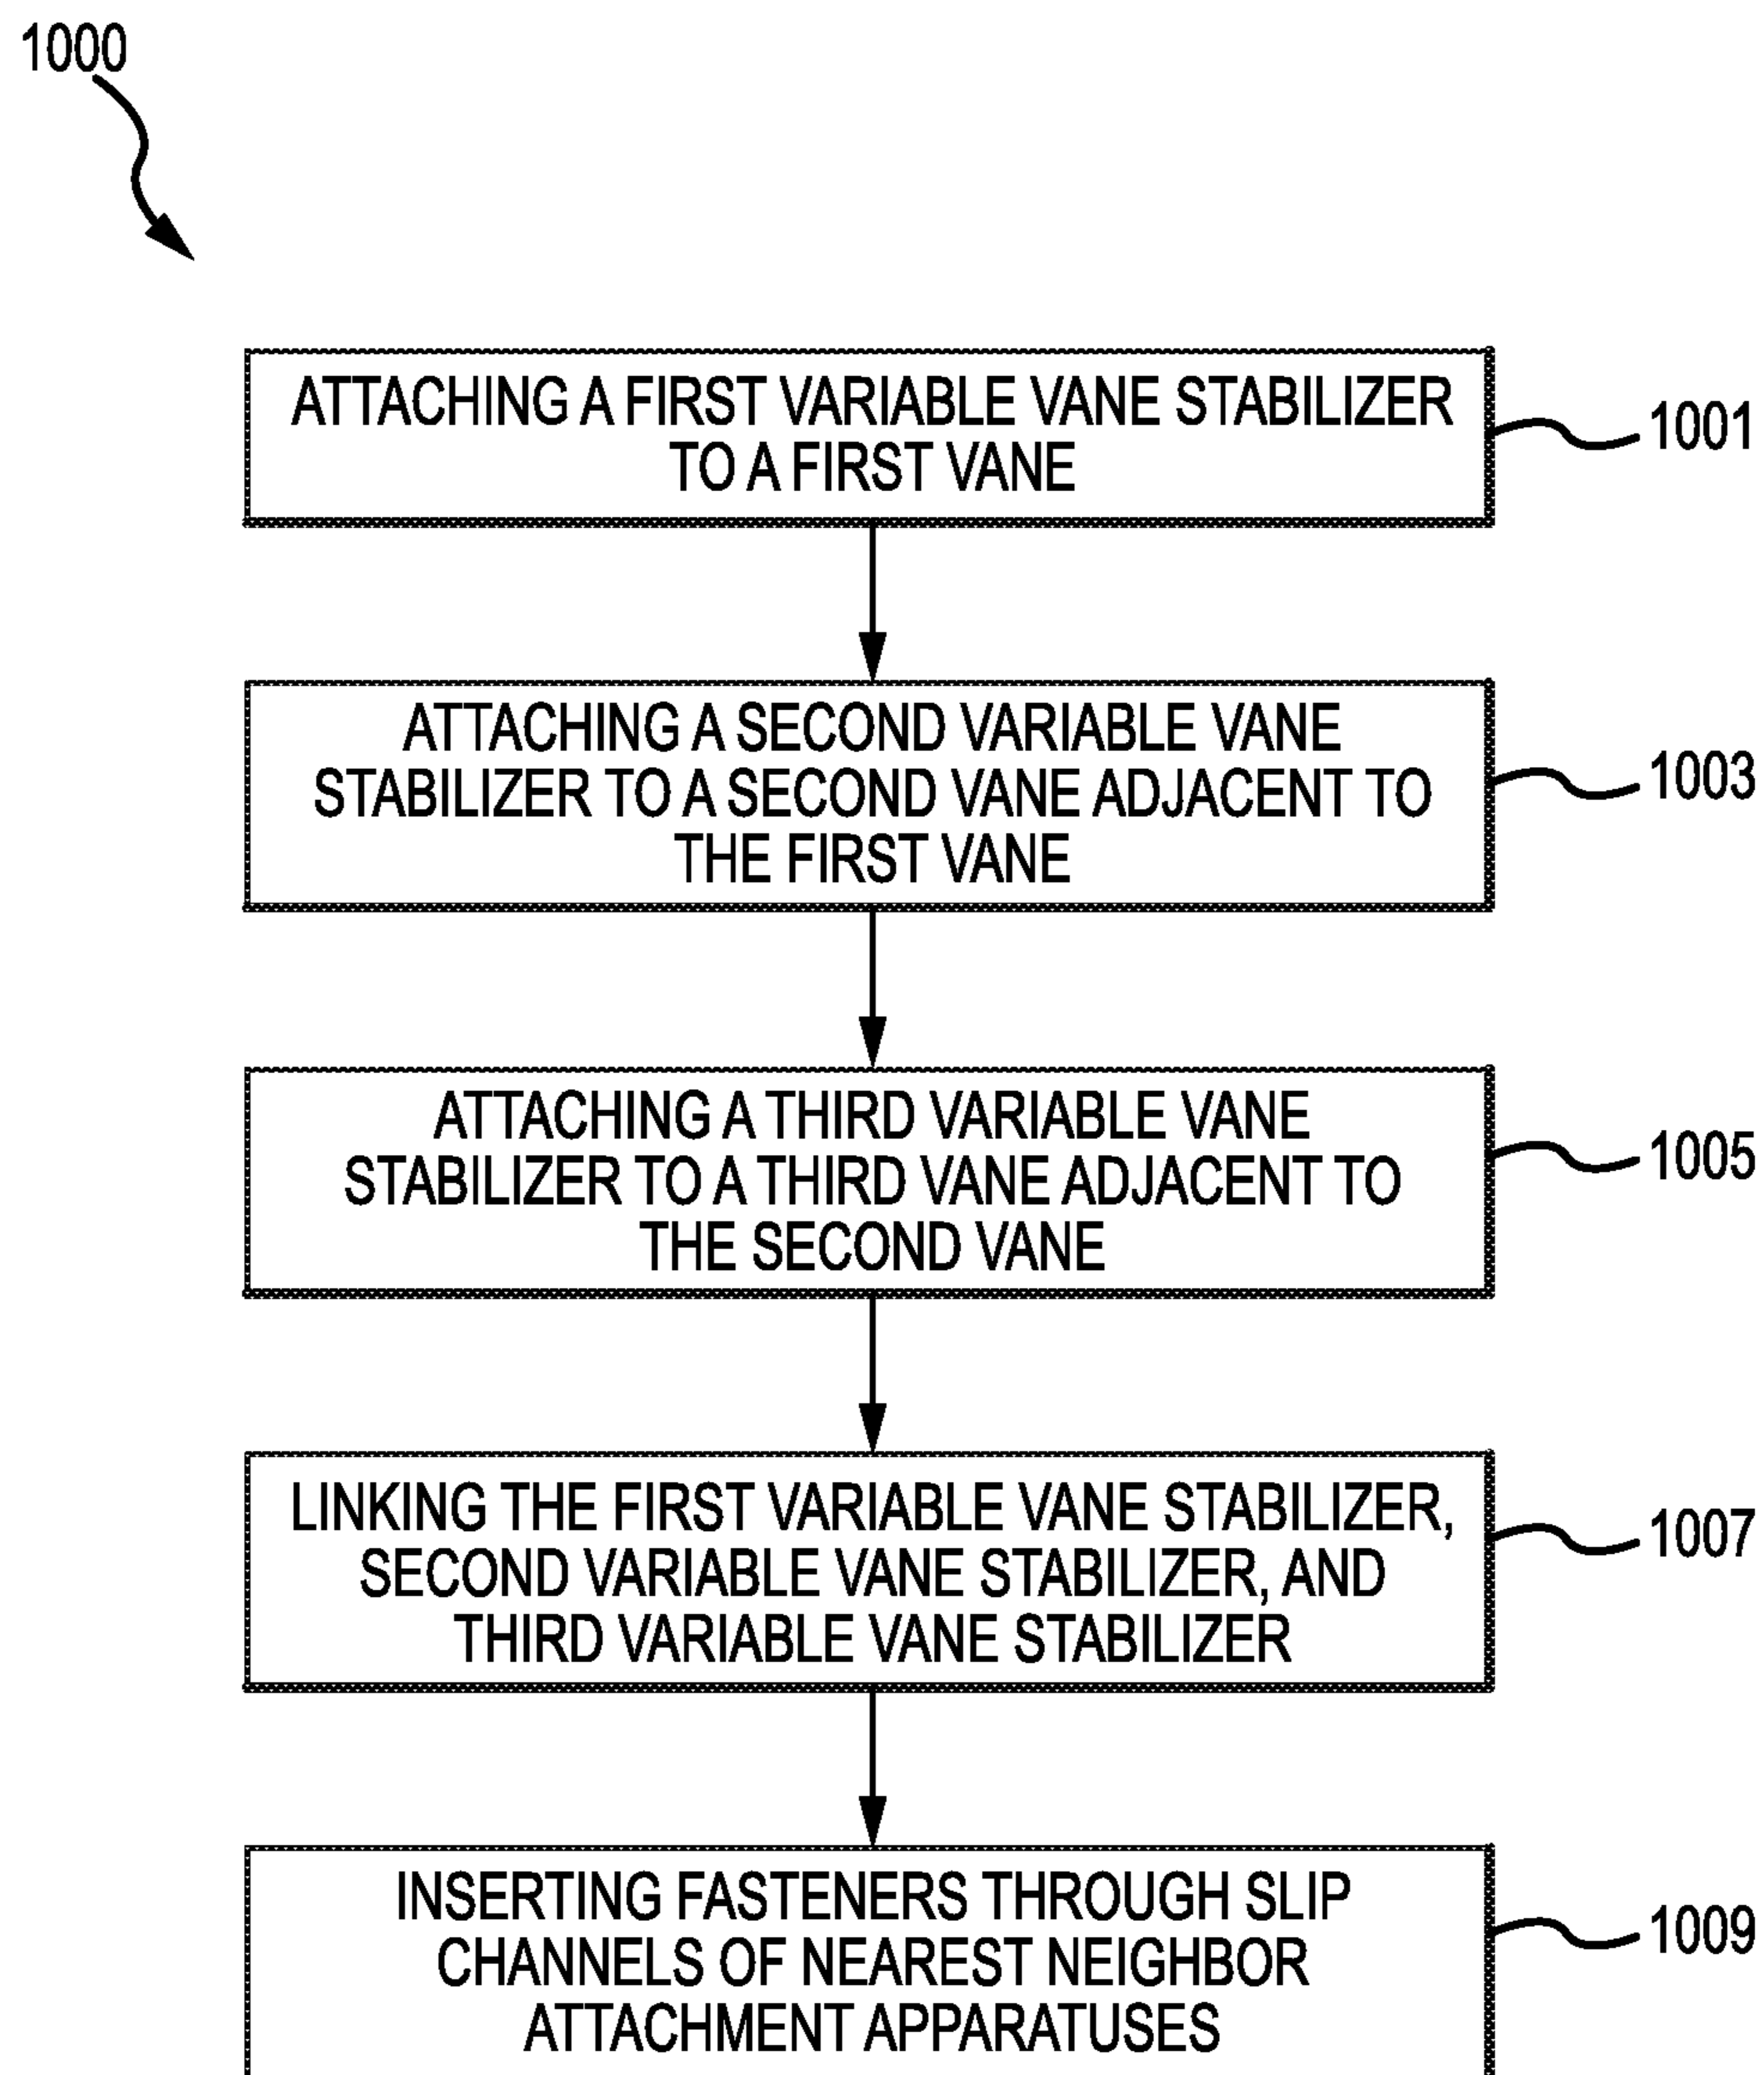 1000
ATTACHING A FIRST VARIABLE VANE STABILIZER
TO A FIRST VANE
1001
ATTACHING A SECOND VARIABLE VANE
STABILIZER TO A SECOND VANE ADJACENT TO
THE FIRST VANE
1003
ATTACHING A THIRD VARIABLE VANE
STABILIZER TO A THIRD VANE ADJACENT TO
THE SECOND VANE
1005
LINKING THE FIRST VARIABLE VANE STABILIZER,
SECOND VARIABLE VANE STABILIZER, AND
THIRD VARIABLE VANE STABILIZER
1007
INSERTING FASTENERS THROUGH SLIP
CHANNELS OF NEAREST NEIGHBOR
ATTACHMENT APPARATUSES
1009